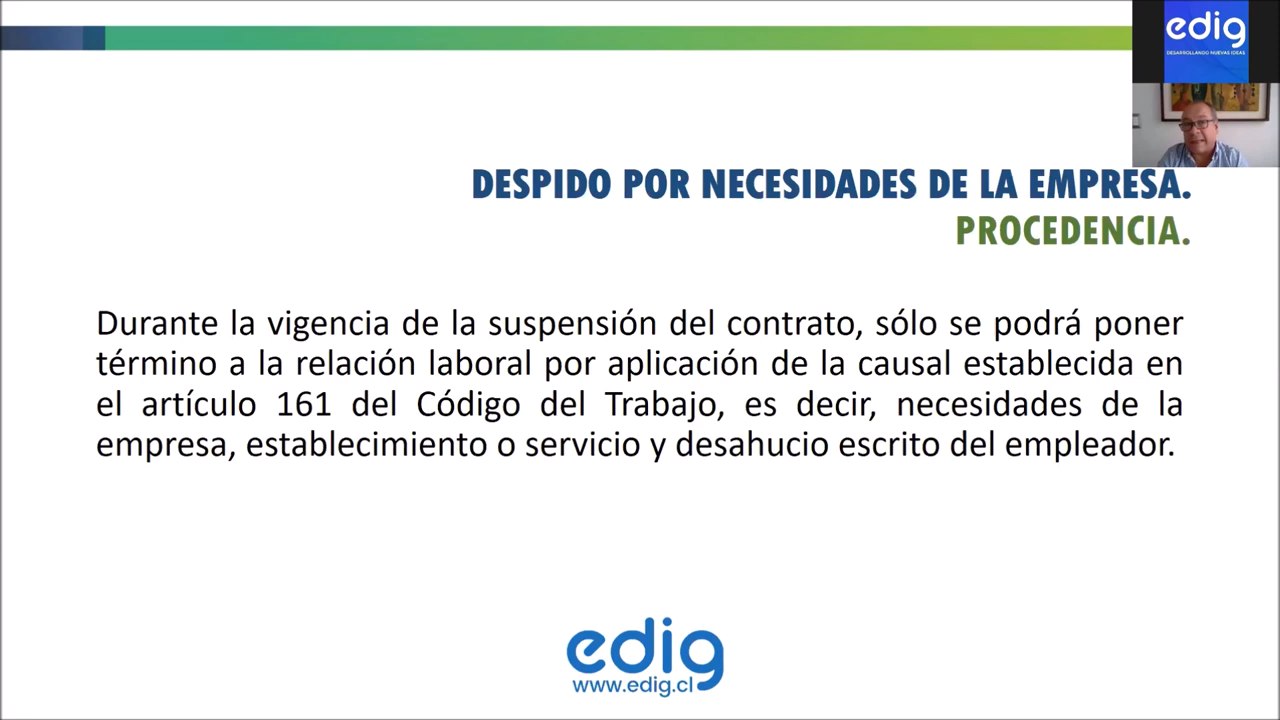 edig
DESARROLLANDO NUEVAS IDEAS
DESPIDO POR NECESIDADES DE LA EMPRESA.
PROCEDENCIA.
Durante la vigencia de la suspensión del contrato, sólo se podrá poner
término a la relación laboral por aplicación de la causal establecida en
el artículo 161 del Código del Trabajo, es decir, necesidades de la
empresa, establecimiento o servicio y desahucio escrito del empleador.
edig
www.edig.cl